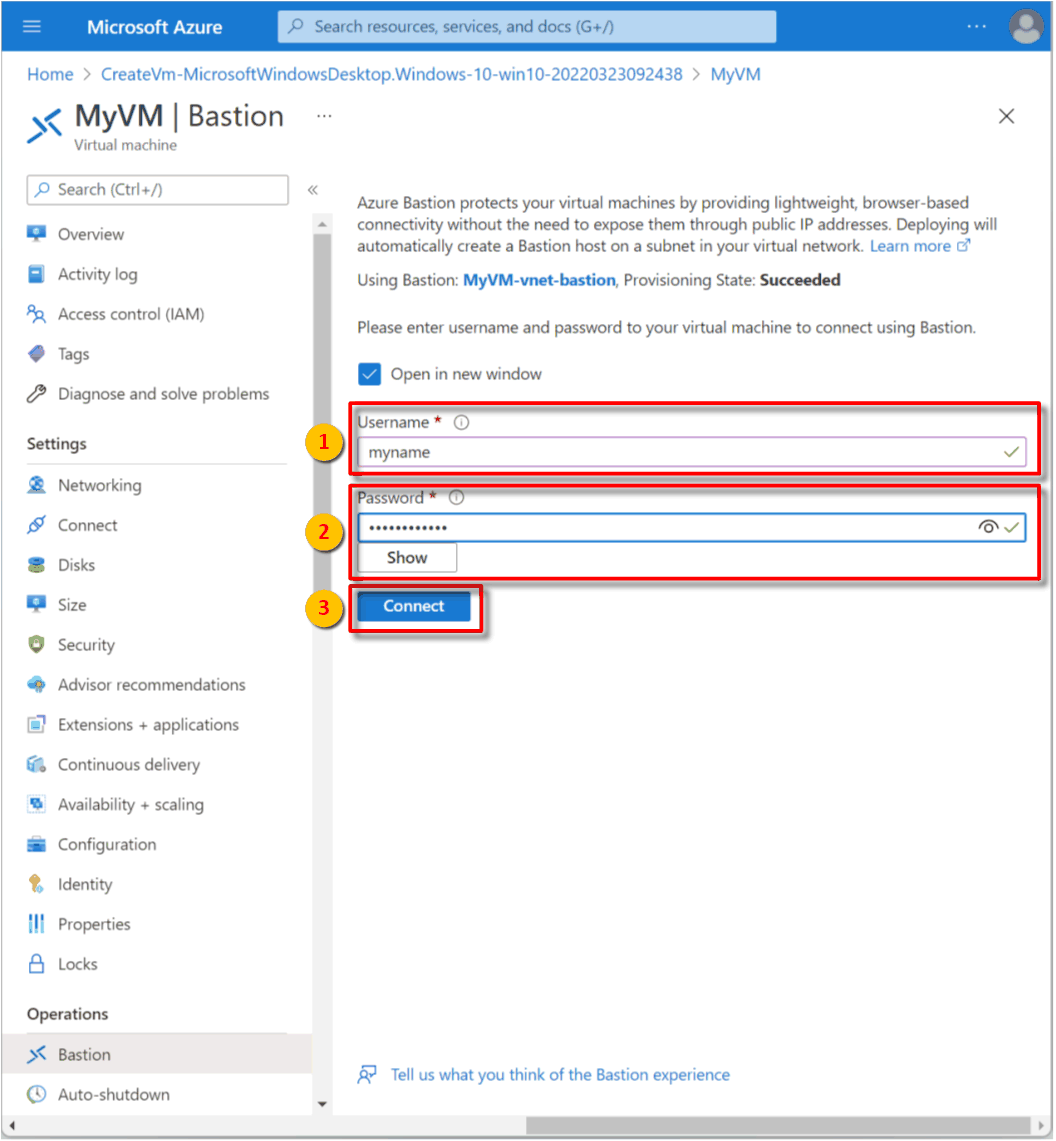 Microsoft Azure
Search resources, services, and docs (G+/)
...
Home > CreateVm-MicrosoftWindowsDesktop.Windows-10-win10-20220323092438 > MyVM
MyVM | Bastion ...
Virtual machine
Search (Ctrl+/)
«
Overview
Activity log
Access control (IAM)
Tags
Diagnose and solve problems
Settings
Networking
Connect
Disks
Size
Security
Advisor recommendations
Extensions + applications
Continuous delivery
Availability + scaling
Configuration
Identity
Properties
Locks
Operations
Bastion
Auto-shutdown
Azure Bastion protects your virtual machines by providing lightweight, browser-based
connectivity without the need to expose them through public IP addresses. Deploying will
automatically create a Bastion host on a subnet in your virtual network. Learn more
Using Bastion: MyVM-vnet-bastion, Provisioning State: Succeeded
Please enter username and password to your virtual machine to connect using Bastion.
Open in new window
1
Username *
myname
2
Password *
••••••••••••
Show
3
Connect
Tell us what you think of the Bastion experience